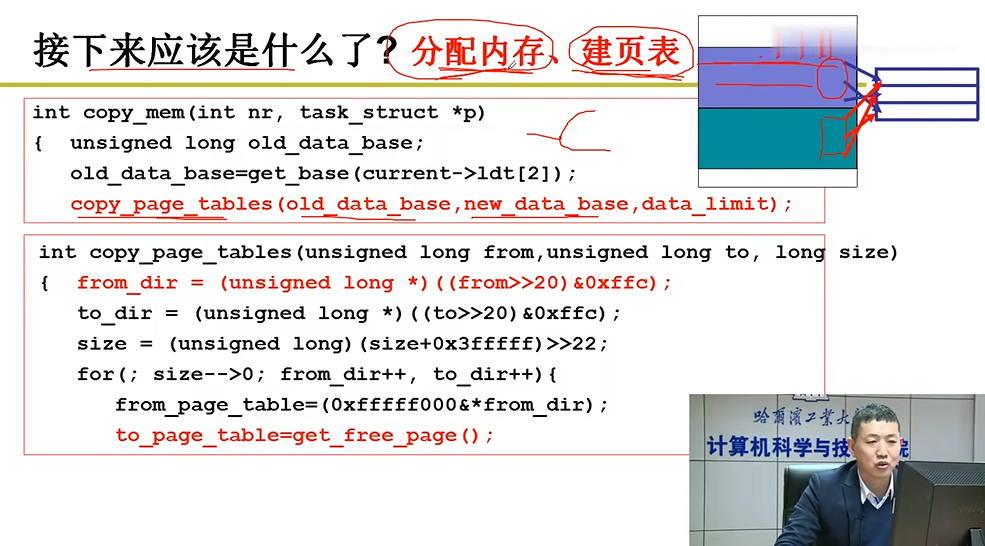 接下来应该是什么了? 分配内存、建页表
int copy_mem(int nr, task_struct *p)
{ unsigned long old_data_base;
old_data_base=get_base(current->ldt[2]);
copy_page_tables(old_data_base,new_data_base,data_limit);
int copy_page_tables(unsigned long from,unsigned long to, long size)
{ from_dir = (unsigned long *)((from>>20)&0xffc);
to_dir = (unsigned long *)((to>>20)&0xffc);
size = (unsigned long)(size+0x3fffff)>>22;
for(; size-->0; from_dir++, to_dir++){
from_page_table=(0xfffff000&*from_dir);
to_page_table=get_free_page();
哈尔滨工业大
计算机科学与技 院